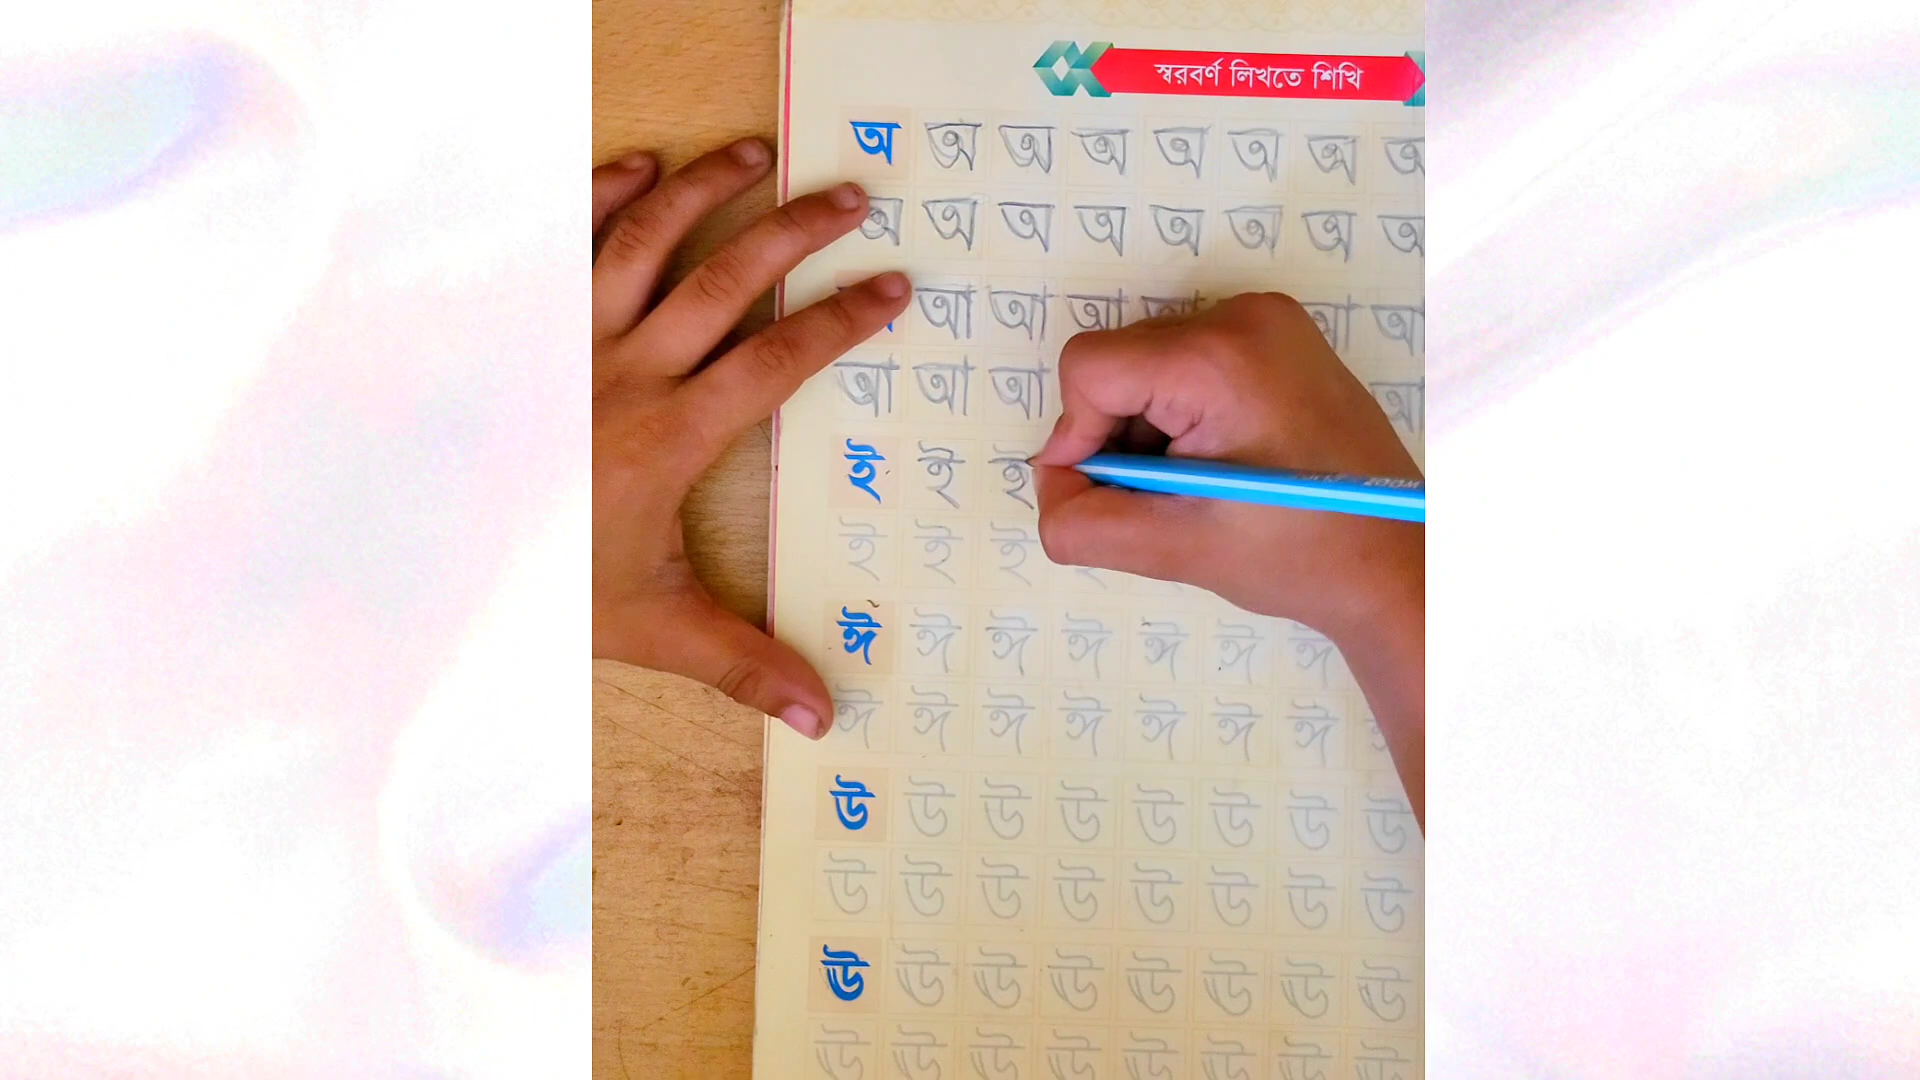 স্বরবর্ণ লিখতে শিখি
অ অ অ অ অ অ অ অ
অ অ অ অ অ অ অ অ
আ আ আ আ আ আ আ
আ আ আ আ
ই ই ই
ই ই ই
ঈ ঈ ঈ ঈ ঈ ঈ ঈ
ঈ ঈ ঈ ঈ ঈ ঈ ঈ
উ উ উ উ উ উ উ উ
উ উ উ উ উ উ উ উ
ঊ ঊ ঊ ঊ ঊ ঊ ঊ ঊ
ঊ ঊ ঊ ঊ ঊ ঊ ঊ ঊ